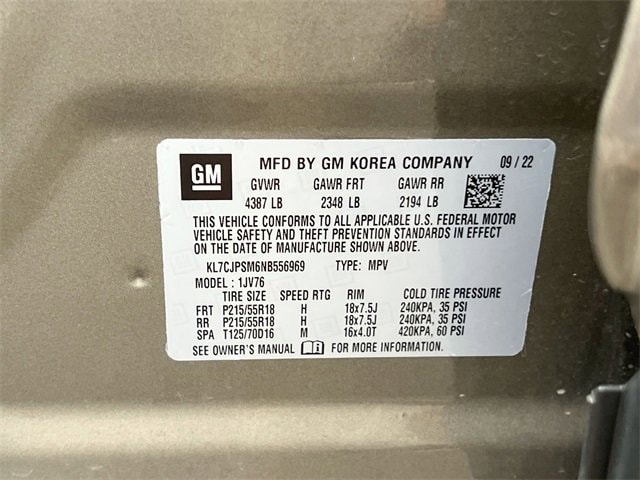 GM MFD BY GM KOREA COMPANY 09 / 22
GVWR GAWR FRT GAWR RR
4387 LB 2348 LB 2194 LB
THIS VEHICLE CONFORMS TO ALL APPLICABLE U.S. FEDERAL MOTOR
VEHICLE SAFETY AND THEFT PREVENTION STANDARDS IN EFFECT
ON THE DATE OF MANUFACTURE SHOWN ABOVE.
KL7CJPSM6NB556969 TYPE: MPV
MODEL : 1JV76
TIRE SIZE SPEED RTG RIM COLD TIRE PRESSURE
FRT P215/55R18 H 18x7.5J 240KPA, 35 PSI
RR P215/55R18 H 18x7.5J 240KPA, 35 PSI
SPA T125/70D16 M 16x4.0T 420KPA, 60 PSI
SEE OWNER'S MANUAL FOR MORE INFORMATION.